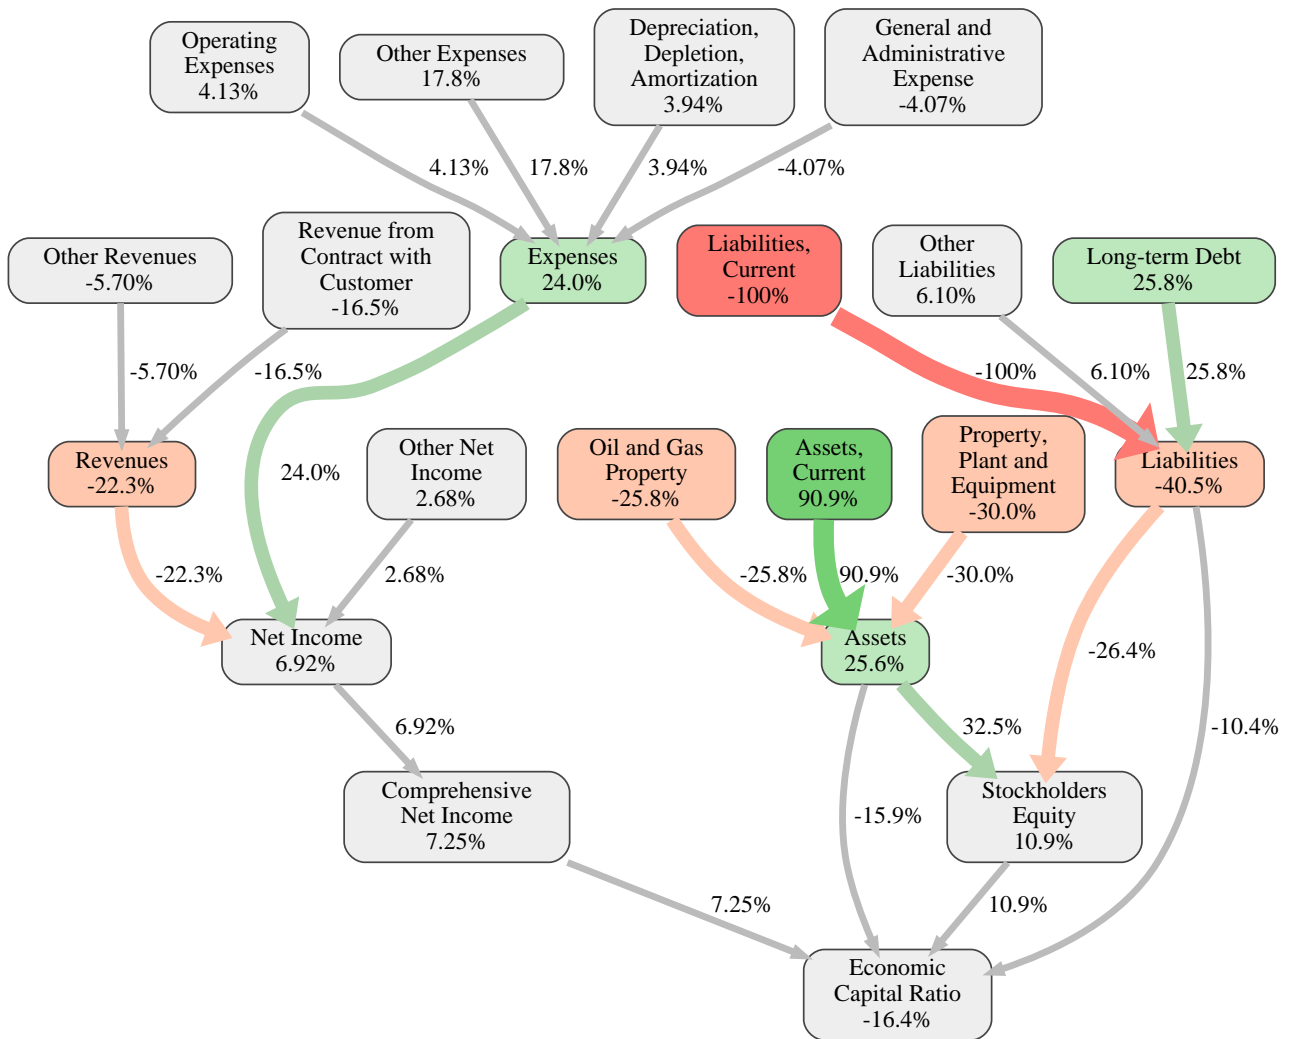 Operating
Expenses
4.13%
Other Expenses
17.8%
Depreciation,
Depletion,
Amortization
3.94%
General and
Administrative
Expense
-4.07%
4.13%
17.8%
3.94%
-4.07%
Other Revenues
-5.70%
Revenue from
Contract with
Customer
-16.5%
Expenses
24.0%
Liabilities,
Current
-100%
Other
Liabilities
6.10%
Long-term Debt
25.8%
-5.70%
-16.5%
-100%
6.10%
25.8%
Revenues
-22.3%
24.0%
Other Net
Income
2.68%
Oil and Gas
Property
-25.8%
Assets,
Current
90.9%
Property,
Plant and
Equipment
-30.0%
Liabilities
-40.5%
-22.3%
2.68%
-25.8%
90.9%
-30.0%
-26.4%
Net Income
6.92%
Assets
25.6%
6.92%
32.5%
-10.4%
Comprehensive
Net Income
7.25%
-15.9%
Stockholders
Equity
10.9%
7.25%
10.9%
Economic
Capital Ratio
-16.4%